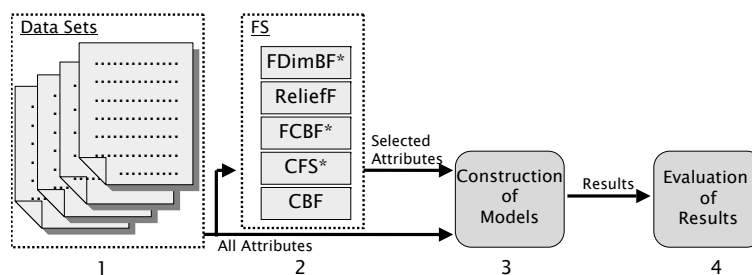 Data Sets
FS
FDimBF*
ReliefF
FCBF*
CFS*
CBF
Selected
Attributes
All Attributes
Construction
of
Models
Results
Evaluation
of
Results
1
2
3
4